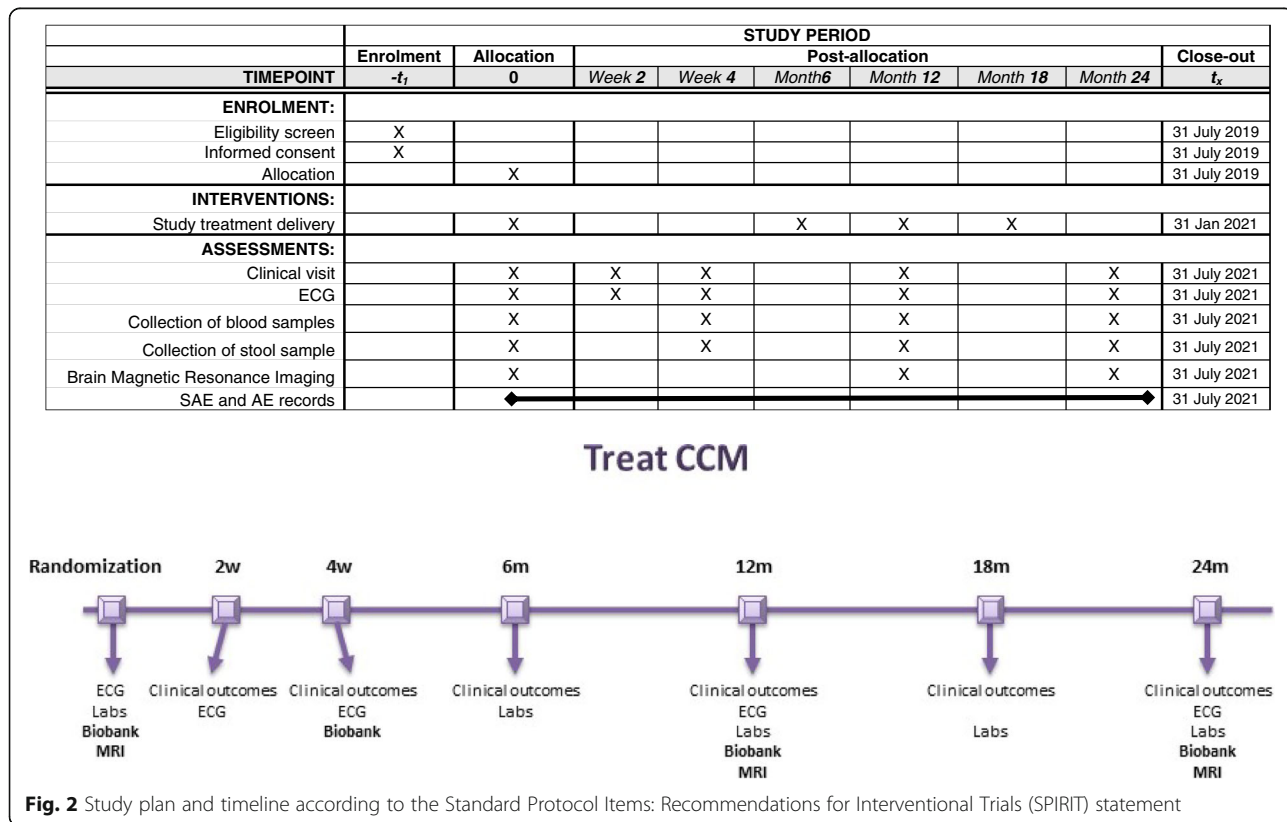 STUDY PERIOD
Enrolment Allocation Post-allocation Close-out
TIMEPOINT -t1 0 Week 2 Week 4 Month6 Month 12 Month 18 Month 24 tx
ENROLMENT:
Eligibility screen X 31 July 2019
Informed consent X 31 July 2019
Allocation X 31 July 2019
INTERVENTIONS:
Study treatment delivery X X X X 31 Jan 2021
ASSESSMENTS:
Clinical visit X X X X X 31 July 2021
ECG X X X X X 31 July 2021
Collection of blood samples X X X X 31 July 2021
Collection of stool sample X X X X 31 July 2021
Brain Magnetic Resonance Imaging X X X 31 July 2021
SAE and AE records 31 July 2021
Treat CCM
Randomization 2w 4w 6m 12m 18m 24m
ECG Clinical outcomes Clinical outcomes Clinical outcomes Clinical outcomes Clinical outcomes Clinical outcomes
Labs ECG ECG Labs ECG ECG
Biobank Biobank Labs Labs Labs
MRI Biobank Biobank
MRI MRI
Fig. 2 Study plan and timeline according to the Standard Protocol Items: Recommendations for Interventional Trials (SPIRIT) statement